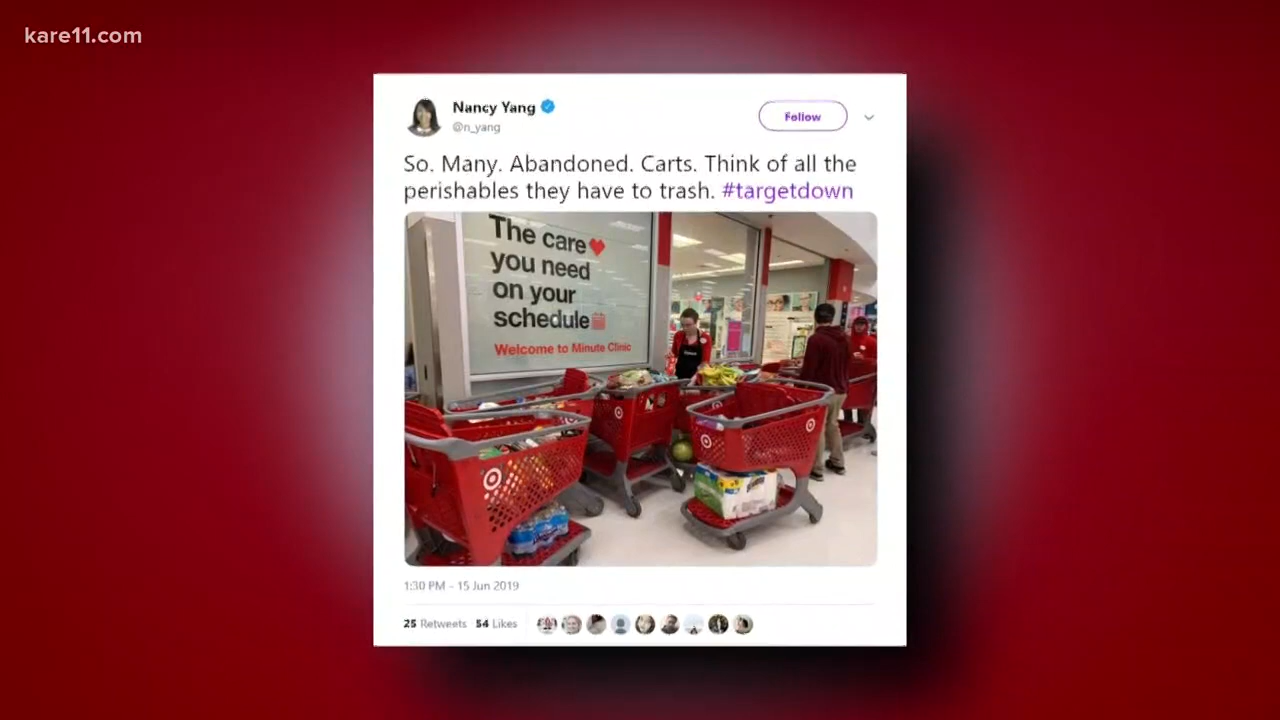 kare11.com
Nancy Yang
@n_yang
Follow
So. Many. Abandoned. Carts. Think of all the
perishables they have to trash. #targetdown
The care
you need
on your
schedule
Welcome to Minute Clinic
1:30 PM - 15 Jun 2019
25 Retweets 54 Likes